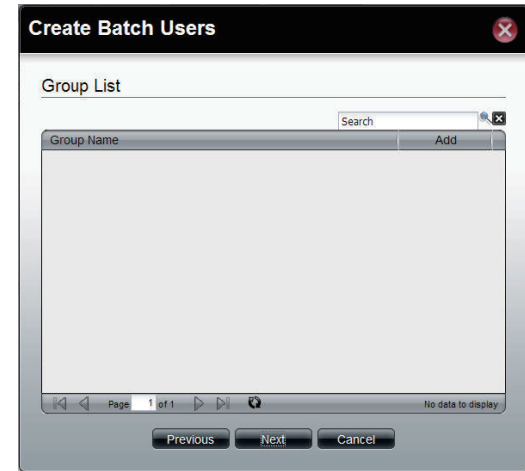 Create Batch Users
Group List
Search
Group Name Add
Page 1 of 1 No data to display
Previous Next Cancel